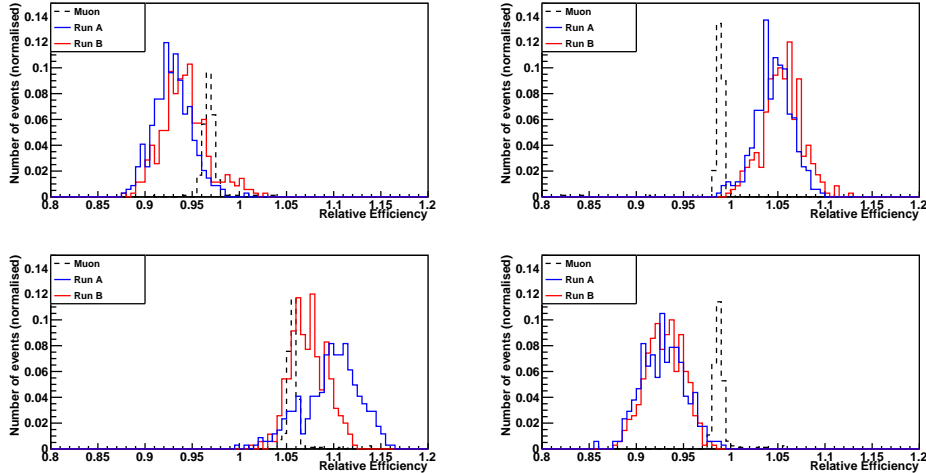 Number of events (normalised)
0.14
0.12
0.1
0.08
0.06
0.04
0.02
0
Muon
Run A
Run B
0.8 0.85 0.9 0.95 1 1.05 1.1 1.15 1.2
Relative Efficiency
Number of events (normalised)
0.14
0.12
0.1
0.08
0.06
0.04
0.02
0
Muon
Run A
Run B
0.8 0.85 0.9 0.95 1 1.05 1.1 1.15 1.2
Relative Efficiency
Number of events (normalised)
0.14
0.12
0.1
0.08
0.06
0.04
0.02
0
Muon
Run A
Run B
0.8 0.85 0.9 0.95 1 1.05 1.1 1.15 1.2
Relative Efficiency
Number of events (normalised)
0.14
0.12
0.1
0.08
0.06
0.04
0.02
0
Muon
Run A
Run B
0.8 0.85 0.9 0.95 1 1.05 1.1 1.15 1.2
Relative Efficiency